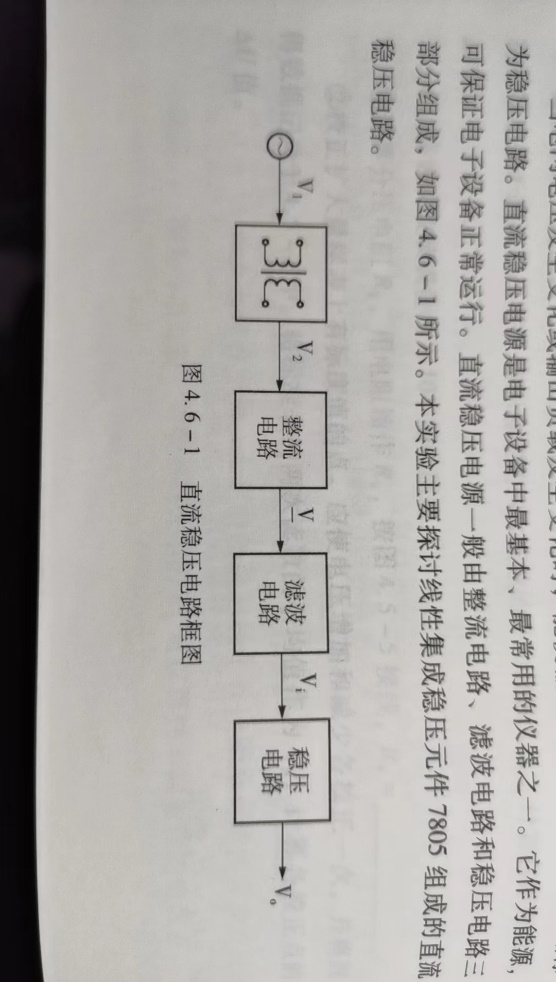 为稳压电路。直流稳压电源是电子设备中最基本、最常用的仪器之一。它作为能源,
可保证电子设备正常运行。直流稳压电源一般由整流电路、滤波电路和稳压电路三
部分组成,如图 4.6-1 所示。本实验主要探讨线性集成稳压元件 7805 组成的直流
稳压电路。
V₁
V₂
整流
电路
V_
滤波
电路
Vᵢ
稳压
电路
Vₒ
图 4.6-1 直流稳压电路框图